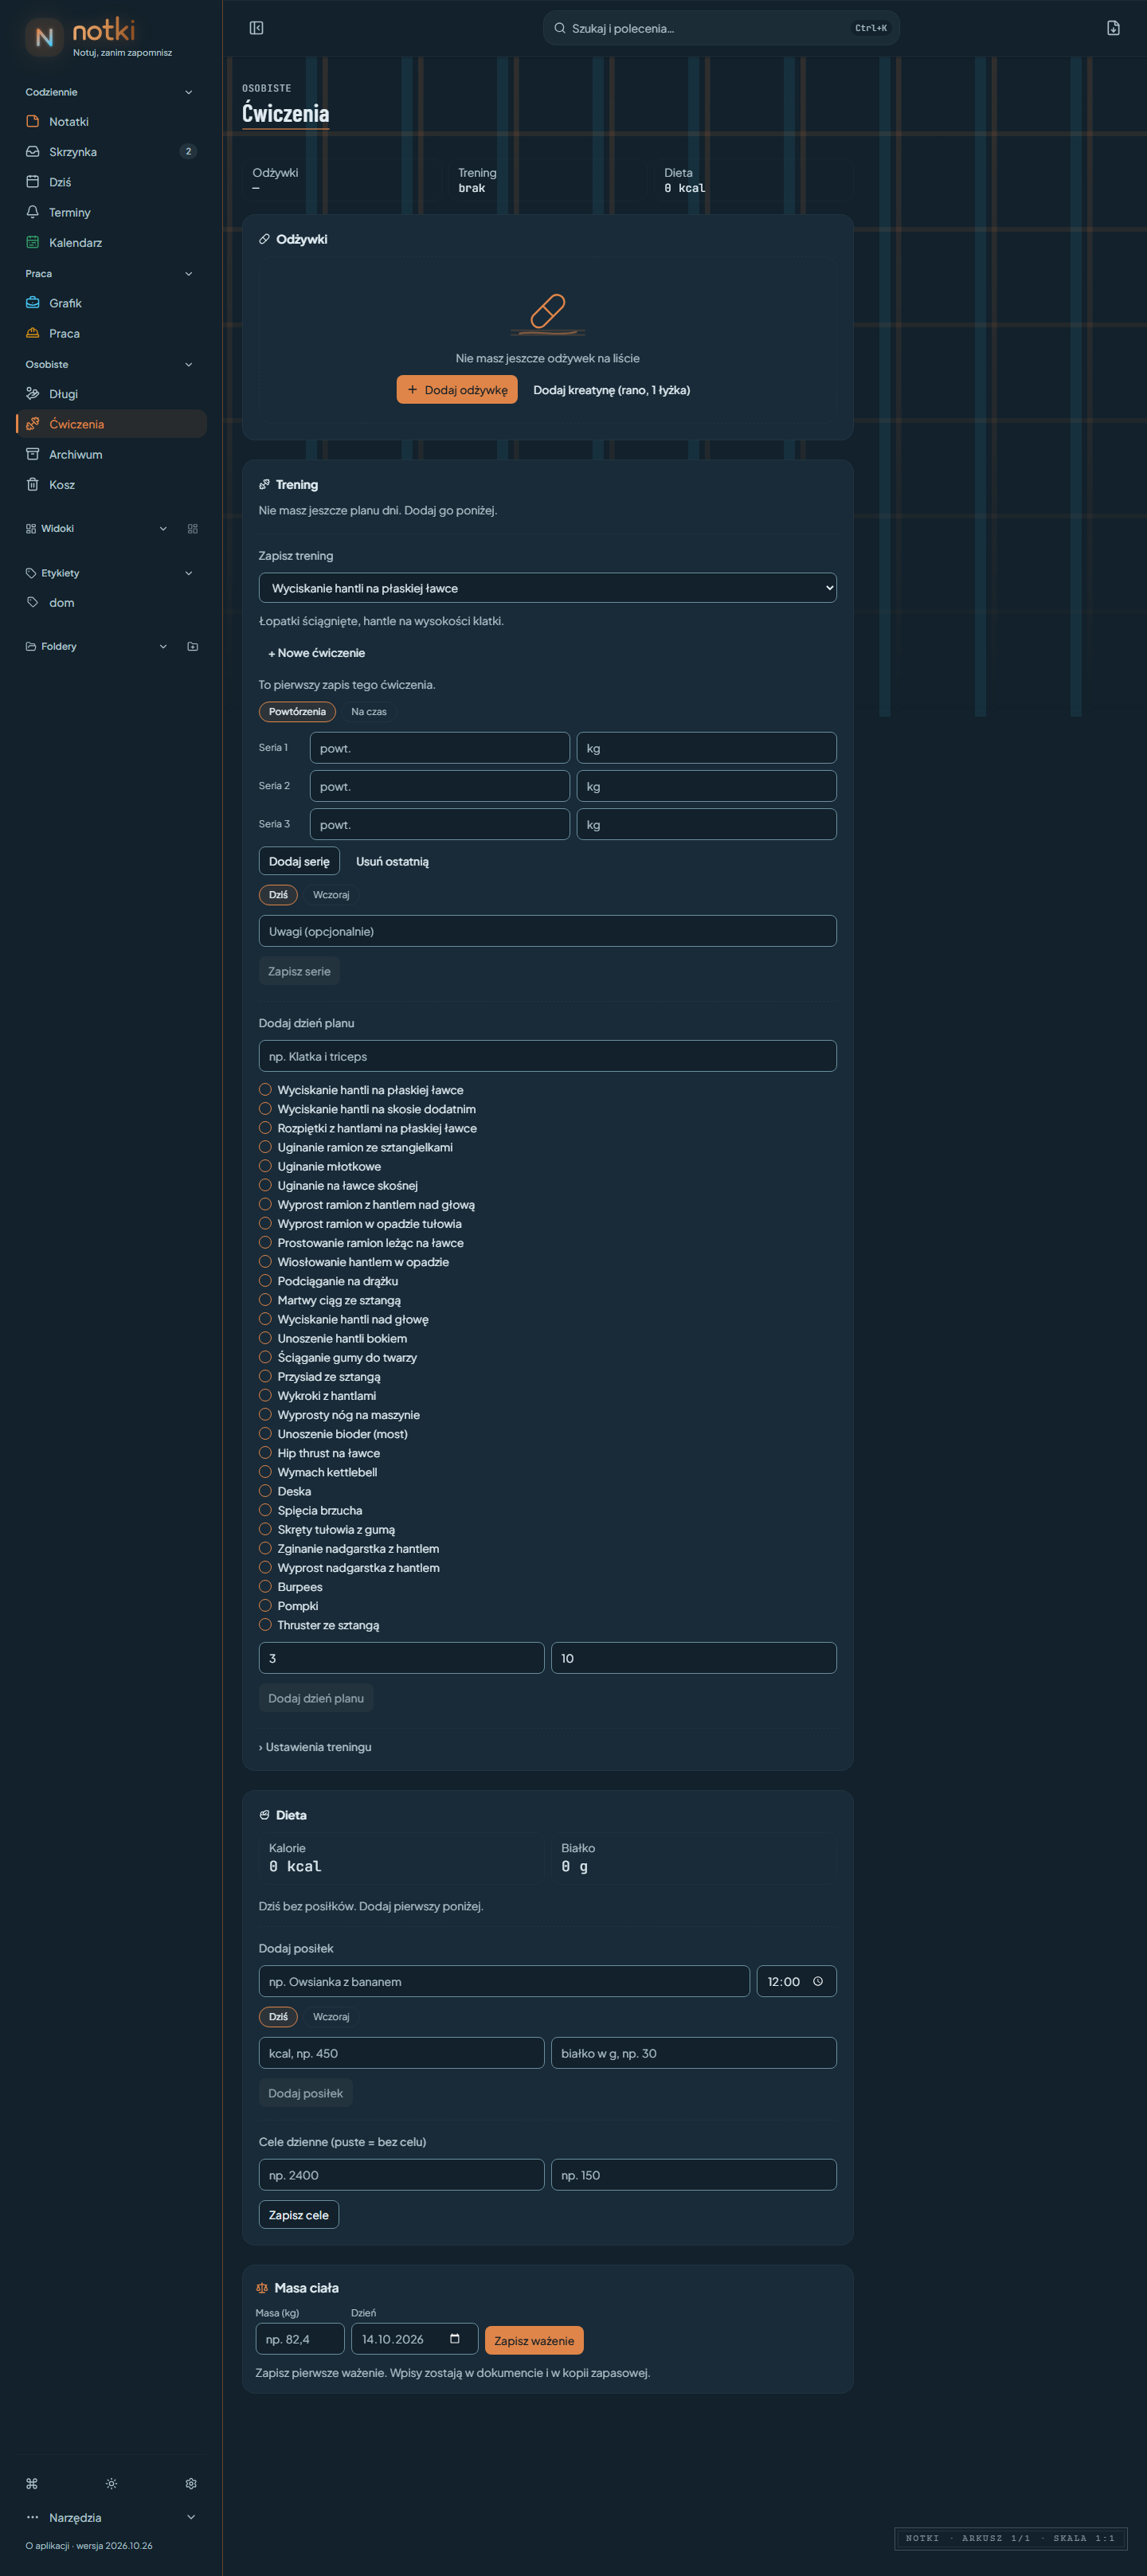 N notki
Notuj, zanim zapomnisz
Szukaj i polecenia...
Ctrl+K
Codziennie
Notatki
Skrzynka 2
Dziś
Terminy
Kalendarz
Praca
Grafik
Praca
Osobiste
Długi
Ćwiczenia
Archiwum
Kosz
Widoki
Etykiety
dom
Foldery
OSOBISTE
Ćwiczenia
Odżywki Trening Dieta
— brak 0 kcal
Odżywki
Nie masz jeszcze odżywek na liście
+ Dodaj odżywkę Dodaj kreatynę (rano, 1 łyżka)
Trening
Nie masz jeszcze planu dni. Dodaj go poniżej.
Zapisz trening
Wyciskanie hantli na płaskiej ławce
Łopatki ściągnięte, hantle na wysokości klatki.
+ Nowe ćwiczenie
To pierwszy zapis tego ćwiczenia.
Powtórzenia Na czas
Seria 1 powt. kg
Seria 2 powt. kg
Seria 3 powt. kg
Dodaj serię Usuń ostatnią
Dziś Wczoraj
Uwagi (opcjonalnie)
Zapisz serie
Dodaj dzień planu
np. Klatka i triceps
Wyciskanie hantli na płaskiej ławce
Wyciskanie hantli na skosie dodatnim
Rozpiętki z hantlami na płaskiej ławce
Uginanie ramion ze sztangielkami
Uginanie młotkowe
Uginanie na ławce skośnej
Wyprost ramion z hantlem nad głową
Wyprost ramion w opadzie tułowia
Prostowanie ramion leżąc na ławce
Wiosłowanie hantlem w opadzie
Podciąganie na drążku
Martwy ciąg ze sztangą
Wyciskanie hantli nad głowę
Unoszenie hantli bokiem
Ściąganie gumy do twarzy
Przysiad ze sztangą
Wykroki z hantlami
Wyprosty nóg na maszynie
Unoszenie bioder (most)
Hip thrust na ławce
Wymach kettlebell
Deska
Spięcia brzucha
Skręty tułowia z gumą
Zginanie nadgarstka z hantlem
Wyprost nadgarstka z hantlem
Burpees
Pompki
Thruster ze sztangą
3 10
Dodaj dzień planu
› Ustawienia treningu
Dieta
Kalorie Białko
0 kcal 0 g
Dziś bez posiłków. Dodaj pierwszy poniżej.
Dodaj posiłek
np. Owsianka z bananem 12:00
Dziś Wczoraj
kcal, np. 450 białko w g, np. 30
Dodaj posiłek
Cele dzienne (puste = bez celu)
np. 2400 np. 150
Zapisz cele
Masa ciała
Masa (kg) Dzień
np. 82,4 14.10.2026 Zapisz ważenie
Zapisz pierwsze ważenie. Wpisy zostają w dokumencie i w kopii zapasowej.
Narzędzia
O aplikacji · wersja 2026.10.26
NOTKI · ARKUSZ 1/1 · SKALA 1:1